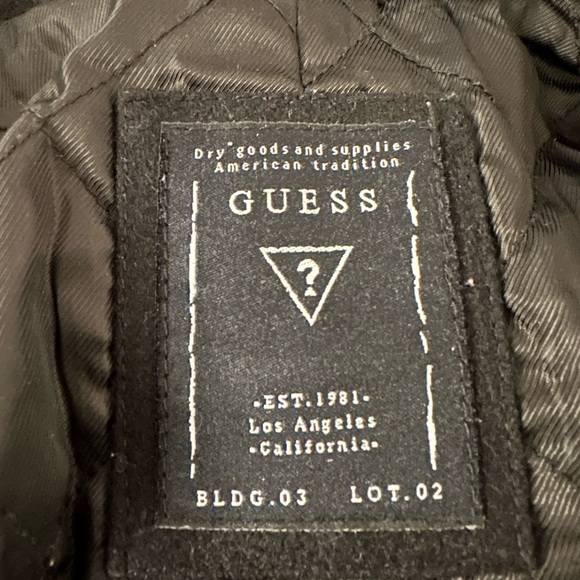 Dry goods and supplies
American tradition
GUESS
?
-EST.1981-
Los Angeles
-California-
BLDG.03 LOT.02